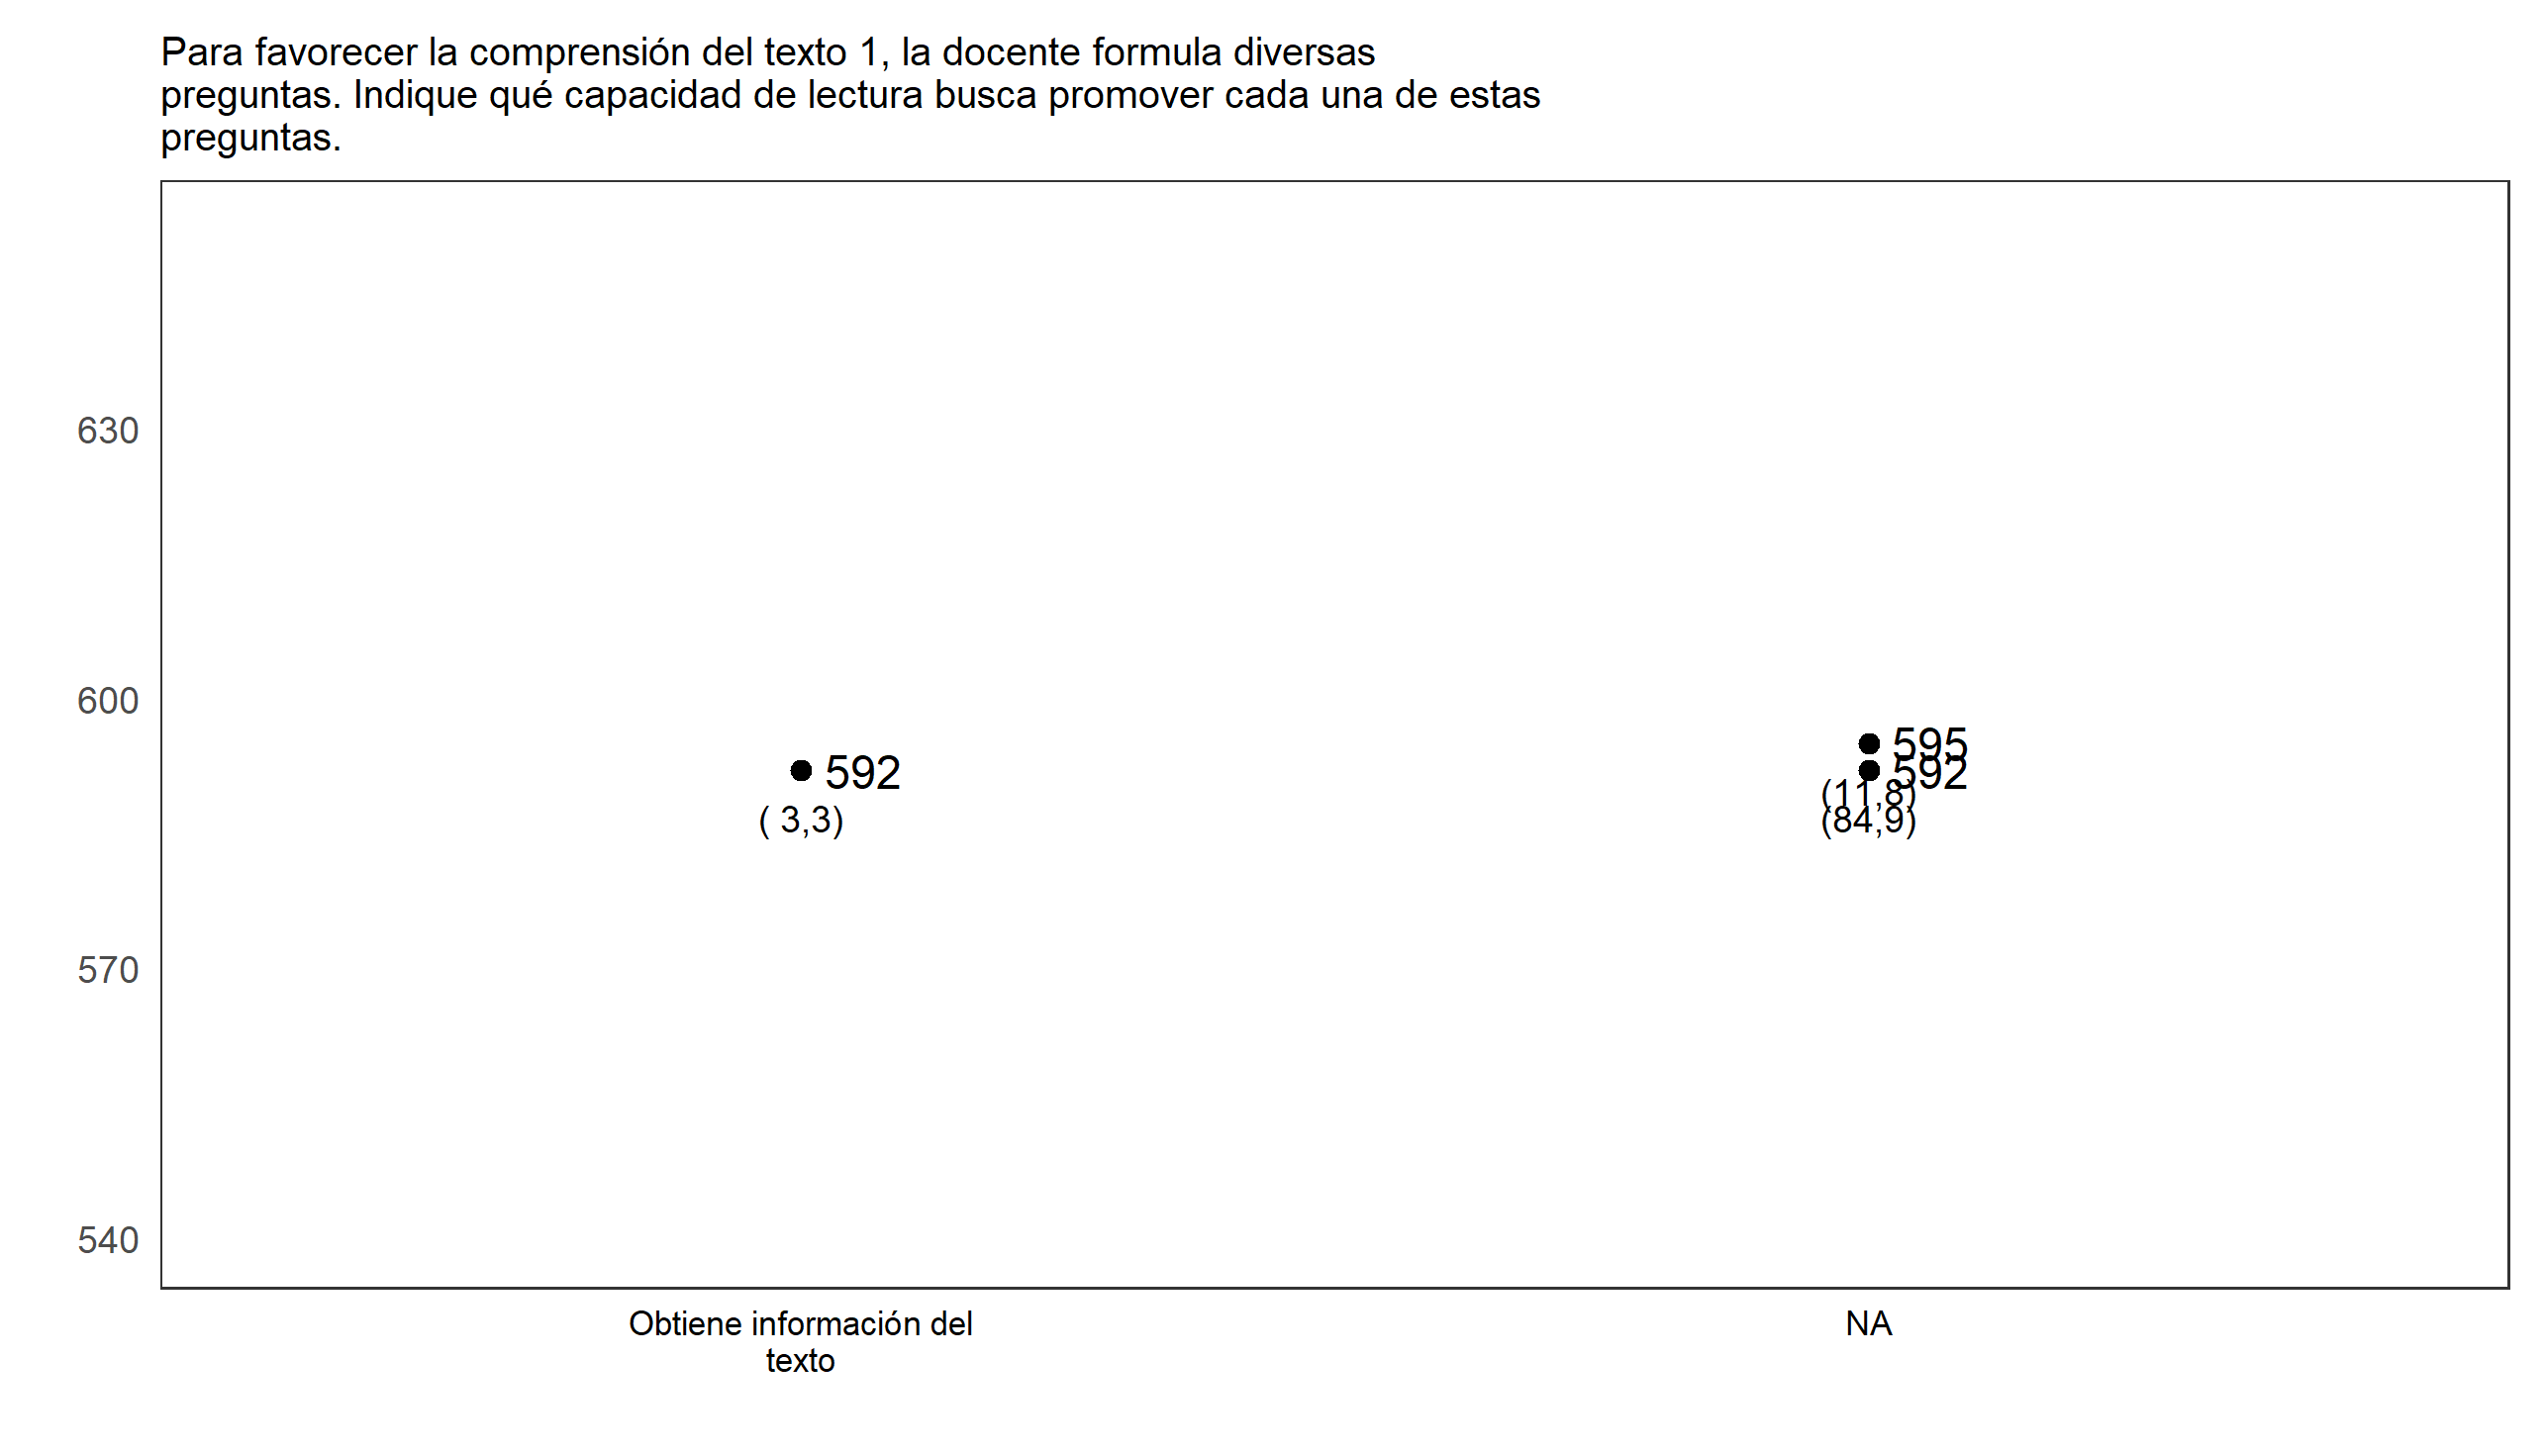 Para favorecer la comprensión del texto 1, la docente formula diversas
preguntas. Indique qué capacidad de lectura busca promover cada una de estas
preguntas.
630
600
570
540
592
( 3,3)
595
592
(11,8)
(84,9)
Obtiene información del
texto
NA